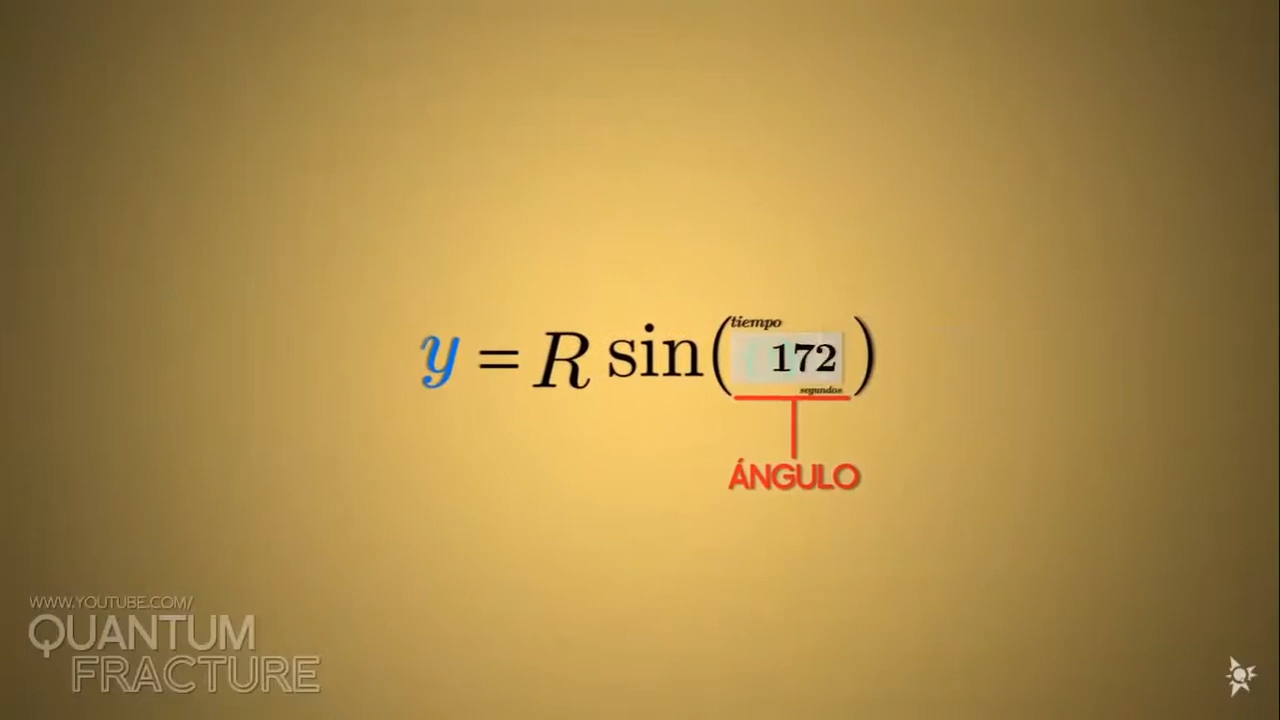 tiempo
y = R sin( 172 )
segundos
ÁNGULO
WWW.YOUTUBE.COM/
QUANTUM
FRACTURE